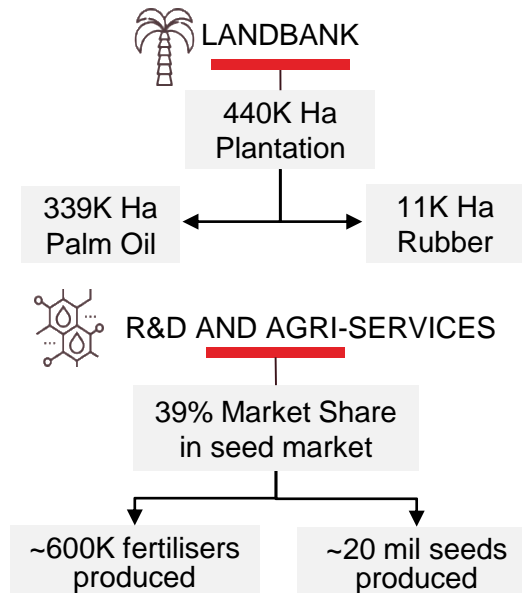 LANDBANK
440K Ha
Plantation
339K Ha
Palm Oil
11K Ha
Rubber
R&D AND AGRI-SERVICES
39% Market Share
in seed market
~600K fertilisers
produced
~20 mil seeds
produced